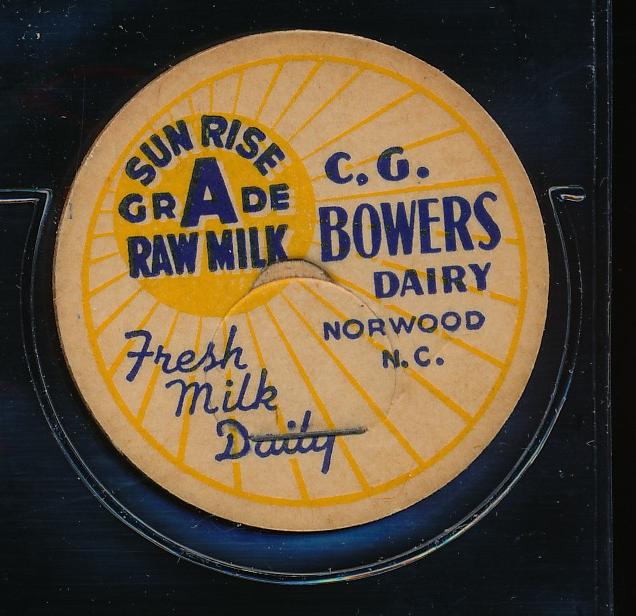 SUN RISE
GRADE
RAW MILK
C. G.
BOWERS
DAIRY
NORWOOD
N.C.
Fresh
Milk
Daily